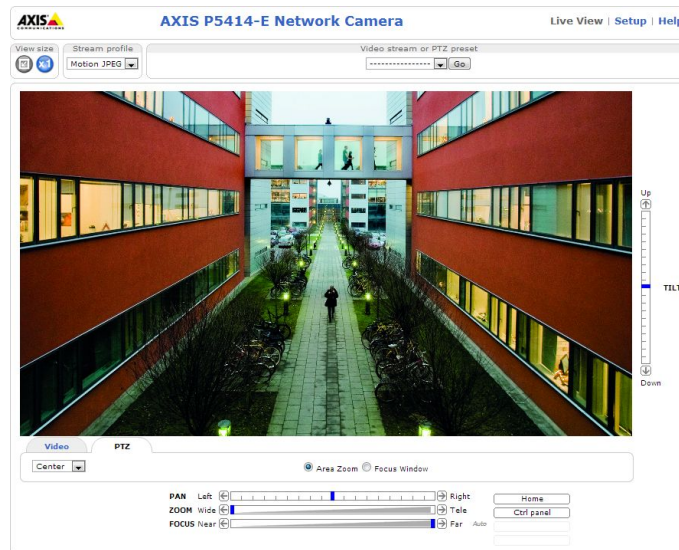 AXIS
COMMUNICATIONS
AXIS P5414-E Network Camera
Live View | Setup | Help
View size
Stream profile
Video stream or PTZ preset
x1
Motion JPEG
----------------
Go
Up
TILT
Down
Video
PTZ
Center
Area Zoom
Focus Window
PAN Left Right
Home
ZOOM Wide Tele
Ctrl panel
FOCUS Near Far Auto